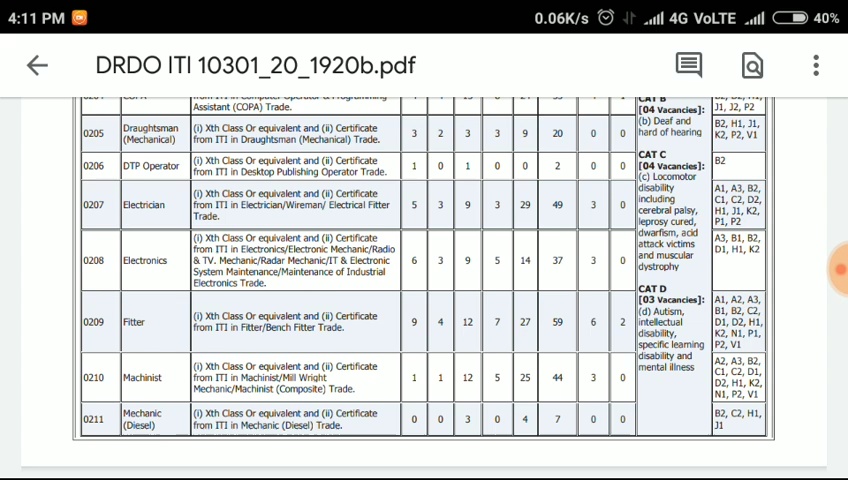 4:11 PM 0.06K/s 4G VoLTE 40%
DRDO ITI 10301_20_1920b.pdf
Assistant (COPA) Trade.
CAT B
[04 Vacancies]:
(b) Deaf and
hard of hearing
CAT C
[04 Vacancies]:
(c) Locomotor
disability
including
cerebral palsy,
leprosy cured,
dwarfism, acid
attack victims
and muscular
dystrophy
CAT D
[03 Vacancies]:
(d) Autism,
intellectual
disability,
specific learning
disability and
mental illness
J1, J2, P2
0205 Draughtsman (Mechanical) (i) Xth Class Or equivalent and (ii) Certificate
from ITI in Draughtsman (Mechanical) Trade. 3 2 3 3 9 20 0 0 B2, H1, J1,
K2, P2, V1
0206 DTP Operator (i) Xth Class Or equivalent and (ii) Certificate
from ITI in Desktop Publishing Operator Trade. 1 0 1 0 0 2 0 0 B2
0207 Electrician (i) Xth Class Or equivalent and (ii) Certificate
from ITI in Electrician/Wireman/ Electrical Fitter
Trade. 5 3 9 3 29 49 3 0 A1, A3, B2,
C1, C2, D2,
H1, J1, K2,
P1, P2
0208 Electronics (i) Xth Class Or equivalent and (ii) Certificate
from ITI in Electronics/Electronic Mechanic/Radio
& TV. Mechanic/Radar Mechanic/IT & Electronic
System Maintenance/Maintenance of Industrial
Electronics Trade. 6 3 9 5 14 37 3 0 A3, B1, B2,
D1, H1, K2
0209 Fitter (i) Xth Class Or equivalent and (ii) Certificate
from ITI in Fitter/Bench Fitter Trade. 9 4 12 7 27 59 6 2 A1, A2, A3,
B1, B2, C2,
D1, D2, H1,
K2, N1, P1,
P2, V1
0210 Machinist (i) Xth Class Or equivalent and (ii) Certificate
from ITI in Machinist/Mill Wright
Mechanic/Machinist (Composite) Trade. 1 1 12 5 25 44 3 0 A2, A3, B2,
C1, C2, D1,
D2, H1, K2,
N1, P2, V1
0211 Mechanic (Diesel) (i) Xth Class Or equivalent and (ii) Certificate
from ITI in Mechanic (Diesel) Trade. 0 0 3 0 4 7 0 0 B2, C2, H1,
J1